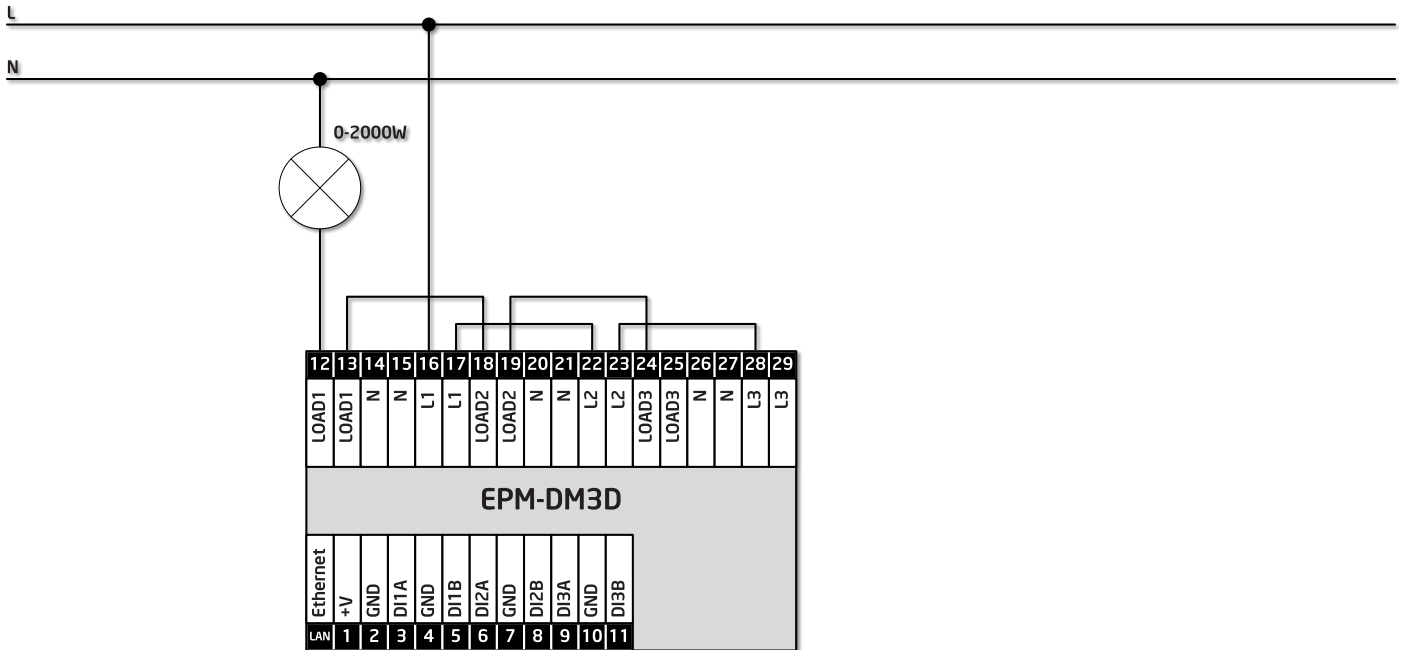 L
N
0-2000W
12 13 14 15 16 17 18 19 20 21 22 23 24 25 26 27 28 29
LOAD1 LOAD1 N N L1 L1 LOAD2 LOAD2 N N L2 L2 LOAD3 LOAD3 N N L3 L3
EPM-DM3D
Ethernet +V GND DI1A GND DI1B DI2A GND DI2B DI3A GND DI3B
LAN 1 2 3 4 5 6 7 8 9 10 11